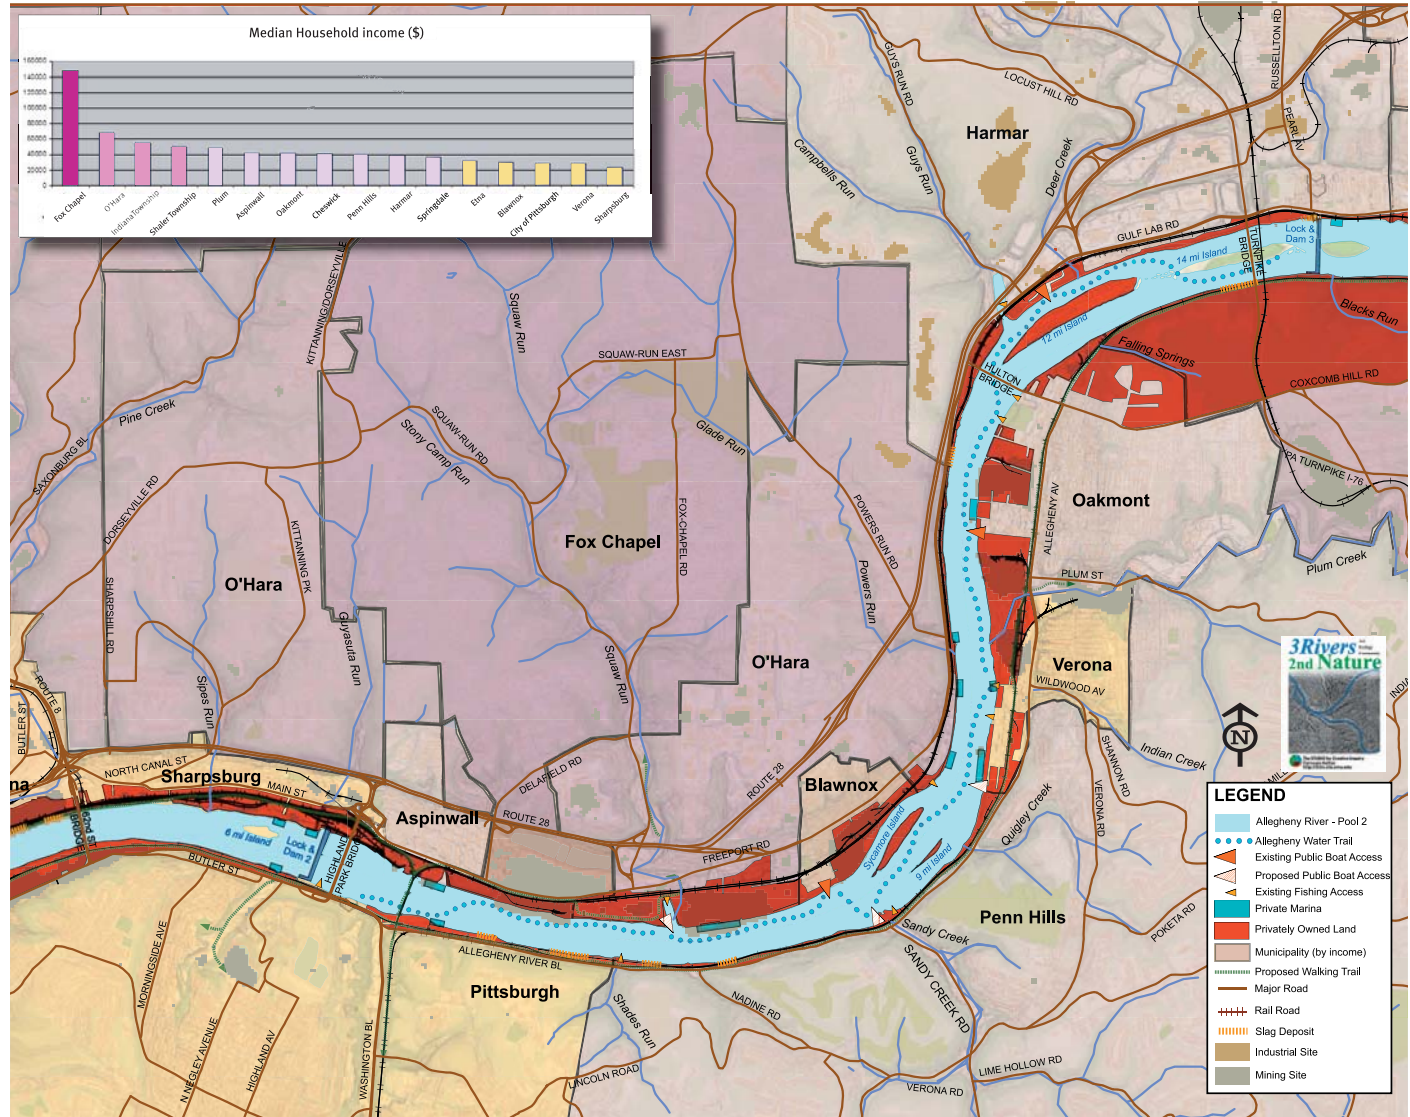 Median Household income ($)
160000
140000
120000
100000
80000
60000
40000
20000
0
Fox Chapel
O'Hara
Indiana Township
Shaler Township
Plum
Aspinwall
Oakmont
Cheswick
Penn Hills
Harmar
Springdale
Etna
Blawnox
City of Pittsburgh
Verona
Sharpsburg
GUYS RUN RD
LOCUST HILL RD
RUSSELLTON RD
PEARL AV
Harmar
Campbells Run
Guys Run
Deer Creek
GULF LAB RD
TURNPIKE
BRIDGE
Lock &
Dam 3
14 mi Island
12 mi Island
Blacks Run
Falling Springs
COXCOMB HILL RD
HULTON
BRIDGE
KITTANNING/DORSEYVILLE
Squaw Run
SQUAW-RUN EAST
Pine Creek
SAXONBURG BL
SQUAW-RUN RD
Stony Camp Run
Glade Run
DORSEYVILLE RD
KITTANNING PK
FOX-CHAPEL RD
POWERS RUN RD
ALLEGHENY AV
PA TURNPIKE I-76
Oakmont
Fox Chapel
O'Hara
SHARPSHILL RD
Guyasuta Run
Powers Run
PLUM ST
Plum Creek
Squaw Run
O'Hara
Verona
WILDWOOD AV
3Rivers
2nd Nature
ROUTE 8
BUTLER ST
Sipes Run
SHANNON RD
Indian Creek
N
NORTH CANAL ST
Sharpsburg
MAIN ST
na
DELAFIELD RD
ROUTE 28
Blawnox
VERONA RD
Quigley Creek
Aspinwall
ROUTE 28
62nd ST
BRIDGE
6 mi Island
Lock &
Dam 2
HIGHLAND
PARK BRIDGE
BUTLER ST
FREEPORT RD
Sycamore Island
9 mi Island
LEGEND
Allegheny River - Pool 2
Allegheny Water Trail
Existing Public Boat Access
Proposed Public Boat Access
Existing Fishing Access
Private Marina
Privately Owned Land
Municipality (by income)
Proposed Walking Trail
Major Road
Rail Road
Slag Deposit
Industrial Site
Mining Site
Penn Hills
POKETA RD
Sandy Creek
SANDY CREEK RD
MORNINGSIDE AVE
ALLEGHENY RIVER BL
Pittsburgh
NADINE RD
Shades Run
N NEGLEY AVENUE
HIGHLAND AV
WASHINGTON BL
LINCOLN ROAD
LIME HOLLOW RD
VERONA RD